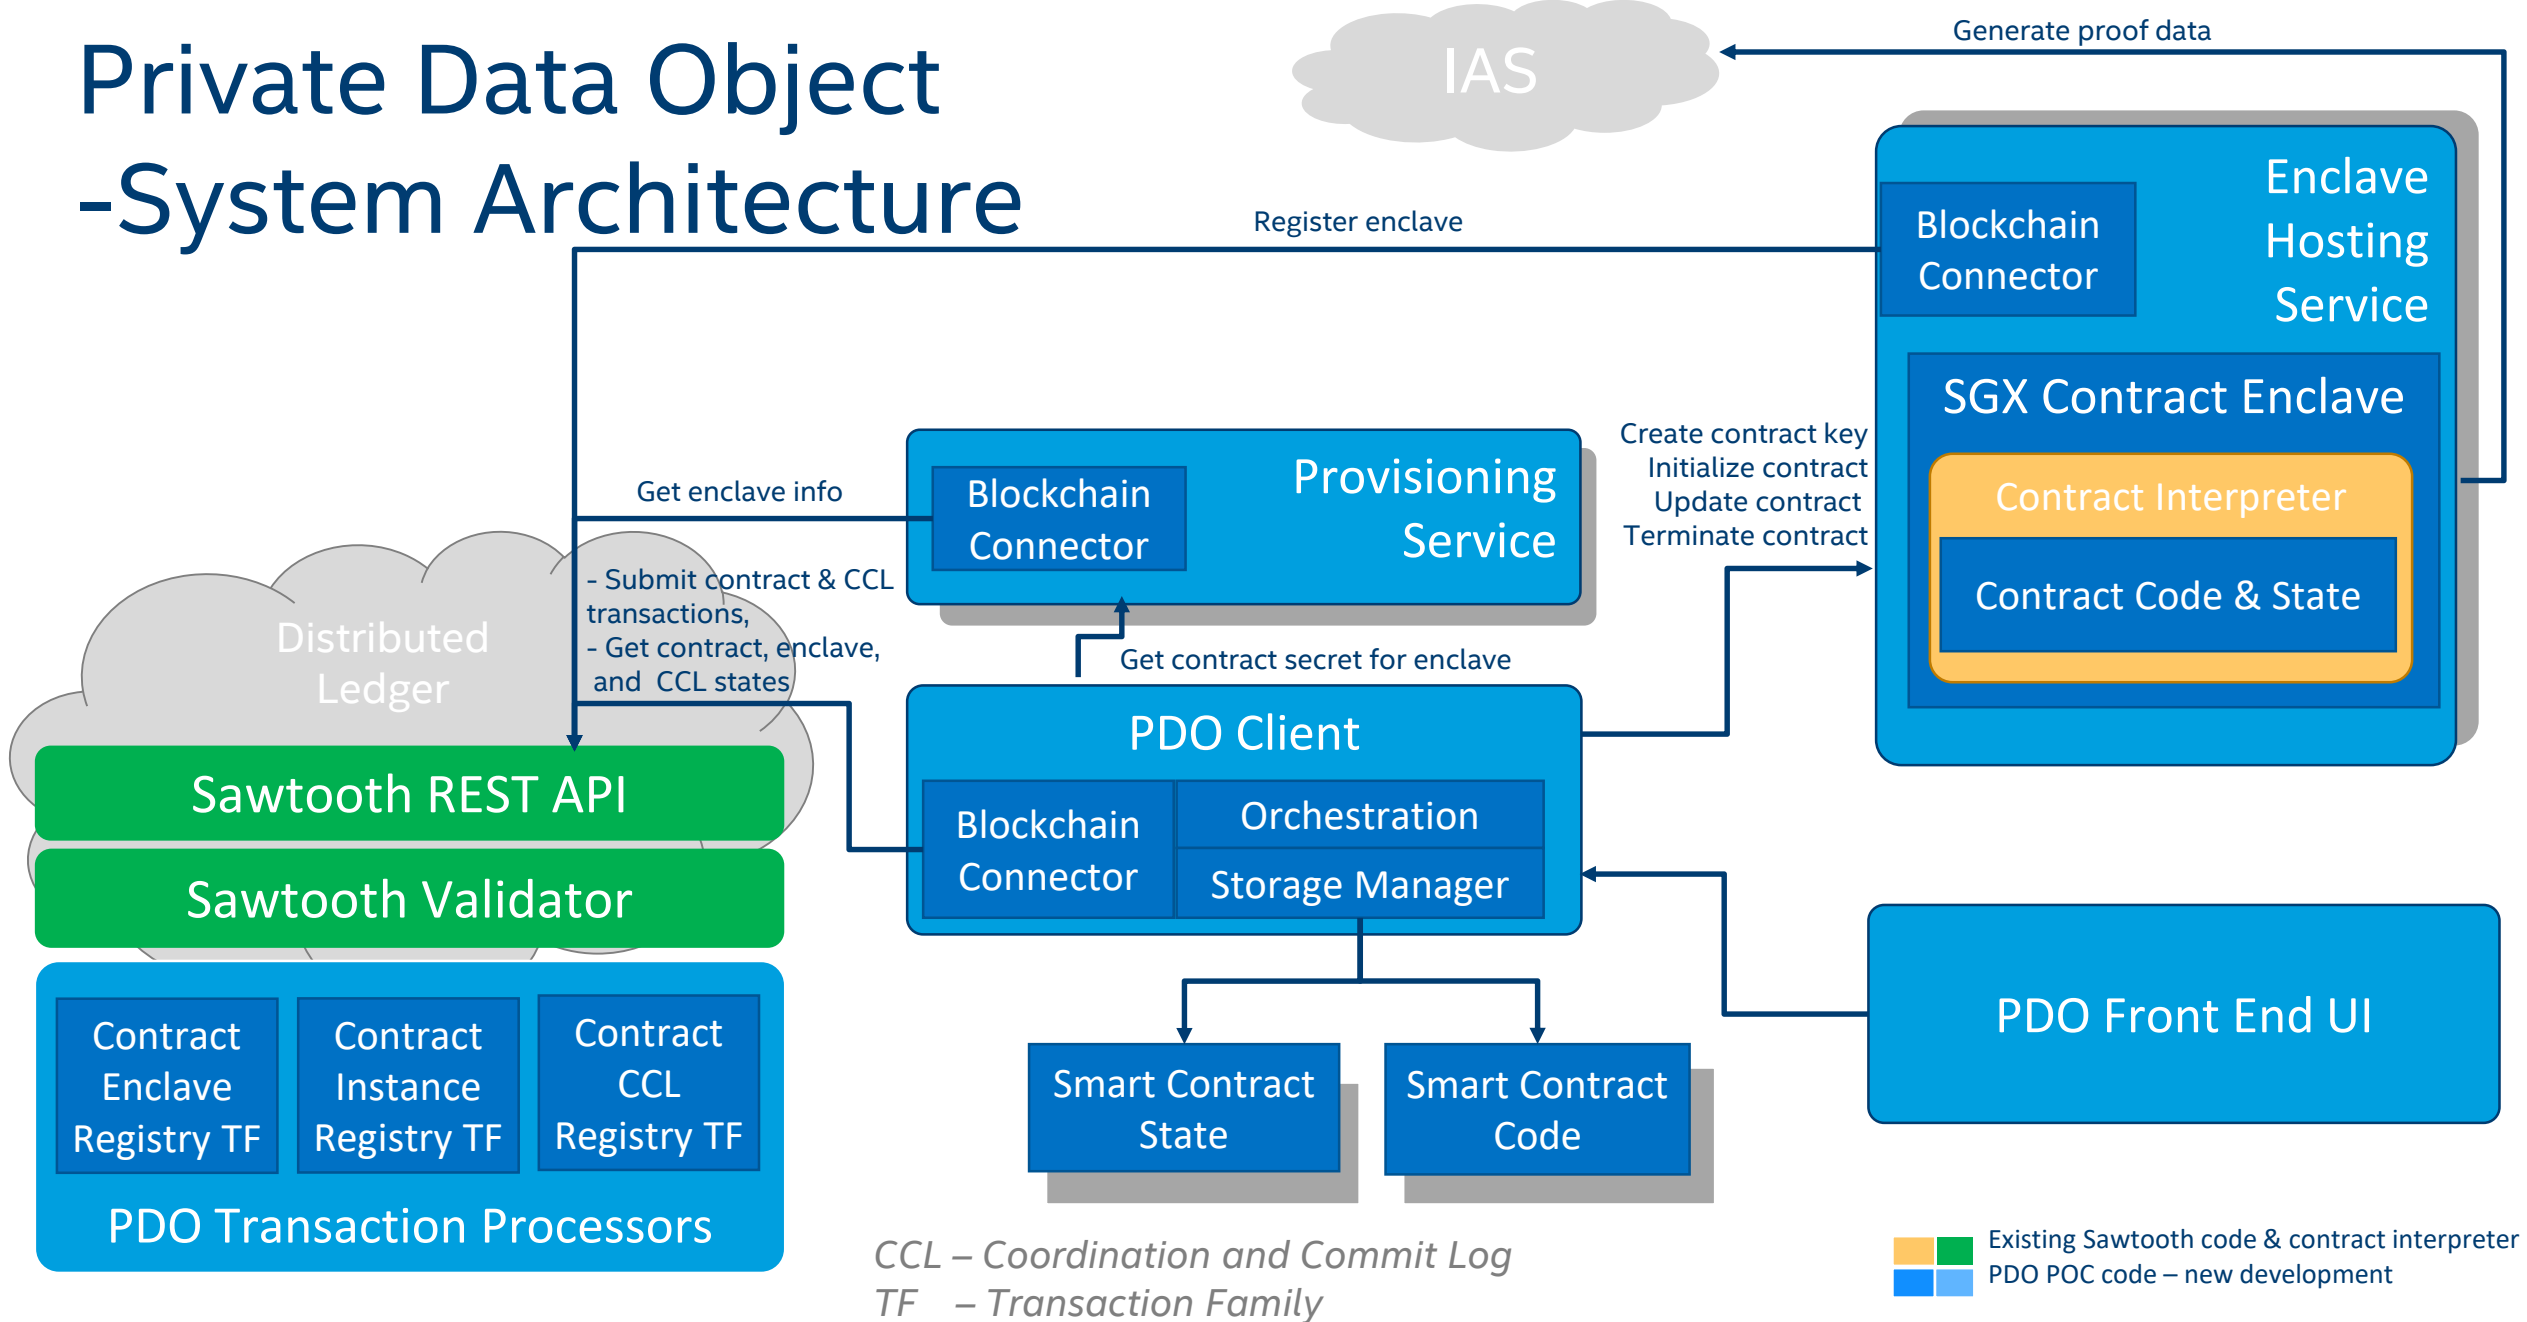 Private Data Object
-System Architecture
IAS
Generate proof data
Register enclave
Blockchain
Connector
Enclave
Hosting
Service
SGX Contract Enclave
Contract Interpreter
Contract Code & State
Create contract key
Initialize contract
Update contract
Terminate contract
Get enclave info
Blockchain
Connector
Provisioning
Service
- Submit contract & CCL
transactions,
- Get contract, enclave,
and CCL states
Get contract secret for enclave
Distributed
Ledger
Sawtooth REST API
Sawtooth Validator
PDO Client
Blockchain
Connector
Orchestration
Storage Manager
Contract
Enclave
Registry TF
Contract
Instance
Registry TF
Contract
CCL
Registry TF
PDO Transaction Processors
Smart Contract
State
Smart Contract
Code
PDO Front End UI
CCL – Coordination and Commit Log
TF – Transaction Family
Existing Sawtooth code & contract interpreter
PDO POC code – new development